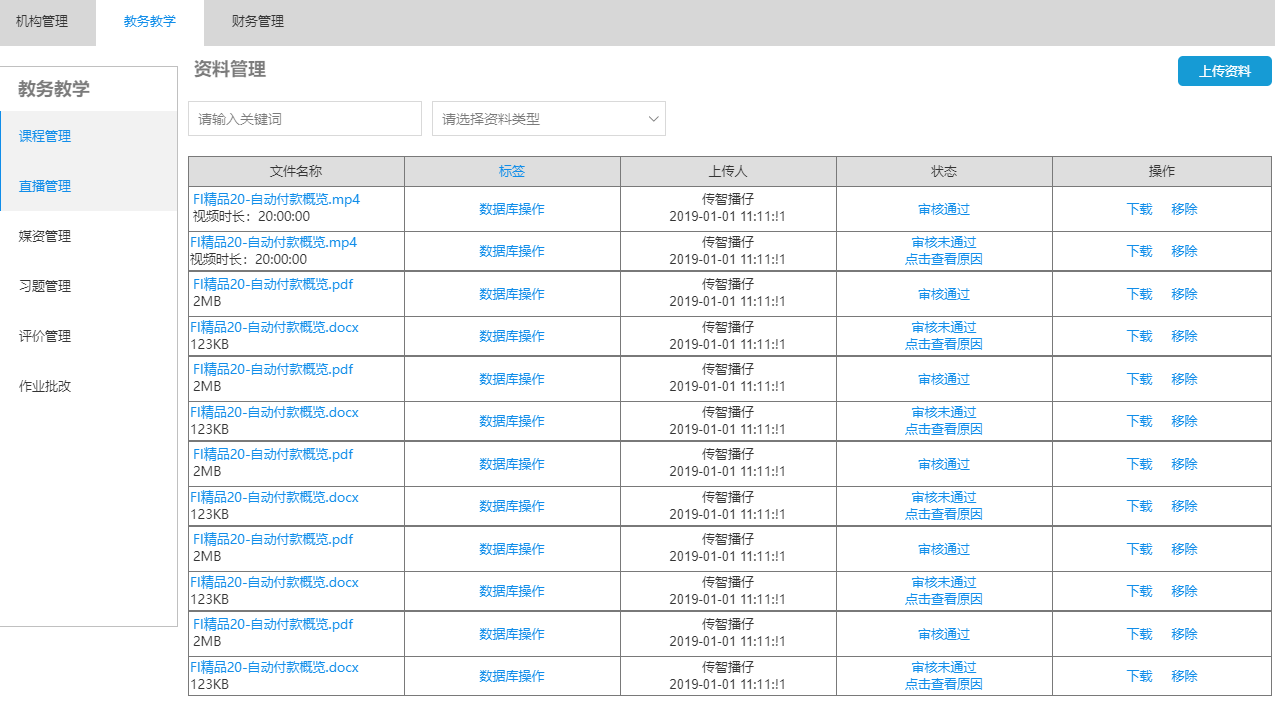 机构管理 教务教学 财务管理
教务教学
课程管理
直播管理
媒资管理
习题管理
评价管理
作业批改
资料管理 上传资料
请输入关键词 请选择资料类型
文件名称 标签 上传人 状态 操作
FI精品20-自动付款概览.mp4 数据库操作 传智播仔 审核通过 下载 移除
视频时长：20:00:00 2019-01-01 11:11:!1
FI精品20-自动付款概览.mp4 数据库操作 传智播仔 审核未通过 下载 移除
视频时长：20:00:00 2019-01-01 11:11:!1 点击查看原因
FI精品20-自动付款概览.pdf 数据库操作 传智播仔 审核通过 下载 移除
2MB 2019-01-01 11:11:!1
FI精品20-自动付款概览.docx 数据库操作 传智播仔 审核未通过 下载 移除
123KB 2019-01-01 11:11:!1 点击查看原因
FI精品20-自动付款概览.pdf 数据库操作 传智播仔 审核通过 下载 移除
2MB 2019-01-01 11:11:!1
FI精品20-自动付款概览.docx 数据库操作 传智播仔 审核未通过 下载 移除
123KB 2019-01-01 11:11:!1 点击查看原因
FI精品20-自动付款概览.pdf 数据库操作 传智播仔 审核通过 下载 移除
2MB 2019-01-01 11:11:!1
FI精品20-自动付款概览.docx 数据库操作 传智播仔 审核未通过 下载 移除
123KB 2019-01-01 11:11:!1 点击查看原因
FI精品20-自动付款概览.pdf 数据库操作 传智播仔 审核通过 下载 移除
2MB 2019-01-01 11:11:!1
FI精品20-自动付款概览.docx 数据库操作 传智播仔 审核未通过 下载 移除
123KB 2019-01-01 11:11:!1 点击查看原因
FI精品20-自动付款概览.pdf 数据库操作 传智播仔 审核通过 下载 移除
2MB 2019-01-01 11:11:!1
FI精品20-自动付款概览.docx 数据库操作 传智播仔 审核未通过 下载 移除
123KB 2019-01-01 11:11:!1 点击查看原因